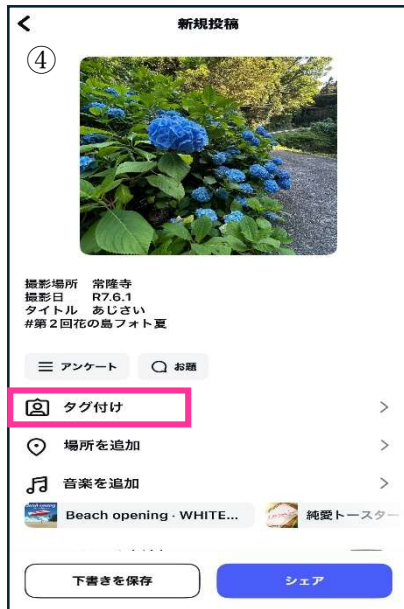 新規投稿
④
撮影場所 常隆寺
撮影日 R7.6.1
タイトル あじさい
#第2回花の島フォト夏
アンケート お題
タグ付け
場所を追加
音楽を追加
Beach opening · WHITE... 純愛トースター
下書きを保存 シェア